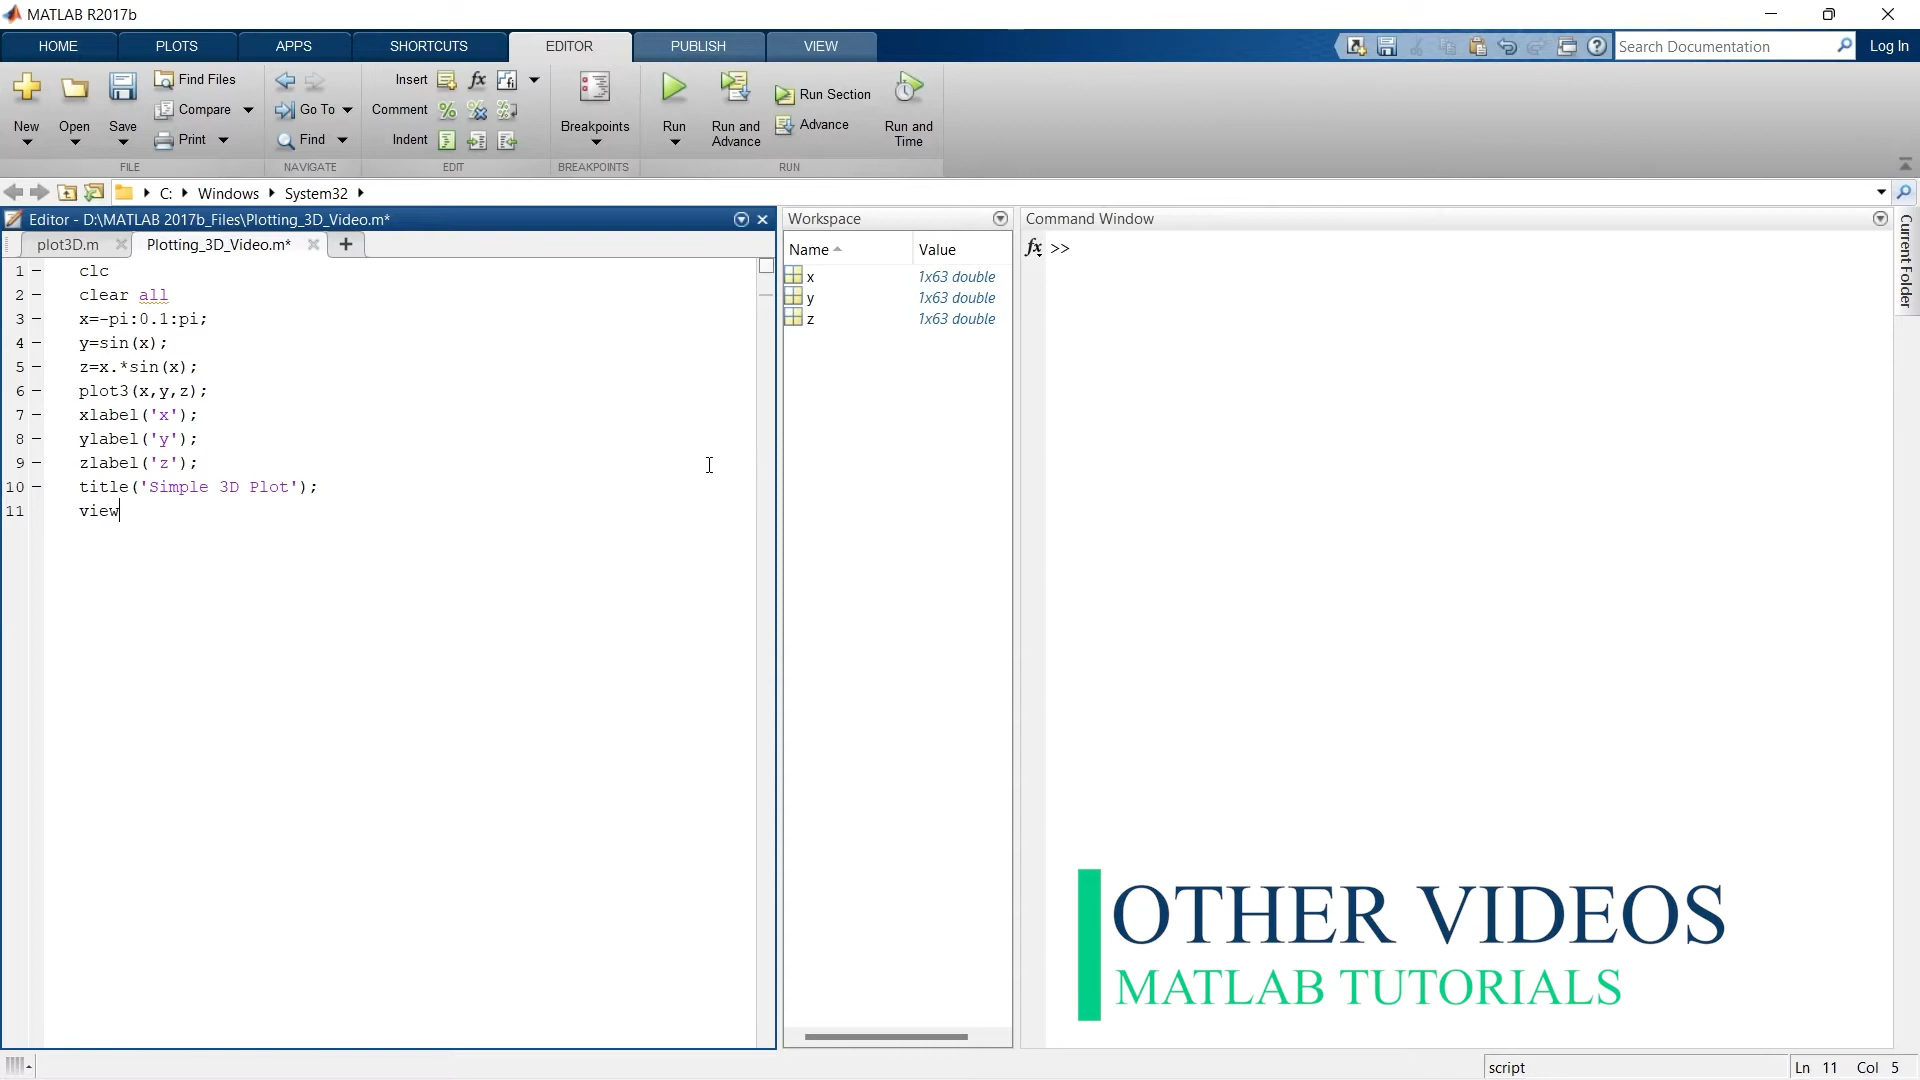 MATLAB R2017b
HOME PLOTS APPS SHORTCUTS EDITOR PUBLISH VIEW Search Documentation Log In
New Open Save Find Files Compare Print
Go To Find
Insert Comment Indent
Breakpoints
Run Run and Advance Run Section Advance Run and Time
FILE NAVIGATE EDIT BREAKPOINTS RUN
C: Windows System32
Editor - D:\MATLAB 2017b_Files\Plotting_3D_Video.m*
plot3D.m Plotting_3D_Video.m*
1 - clc
2 - clear all
3 - x=-pi:0.1:pi;
4 - y=sin(x);
5 - z=x.*sin(x);
6 - plot3(x,y,z);
7 - xlabel('x');
8 - ylabel('y');
9 - zlabel('z');
10 - title('Simple 3D Plot');
11 view
Workspace
Name Value
x 1x63 double
y 1x63 double
z 1x63 double
Command Window
fx >>
Current Folder
OTHER VIDEOS
MATLAB TUTORIALS
script Ln 11 Col 5